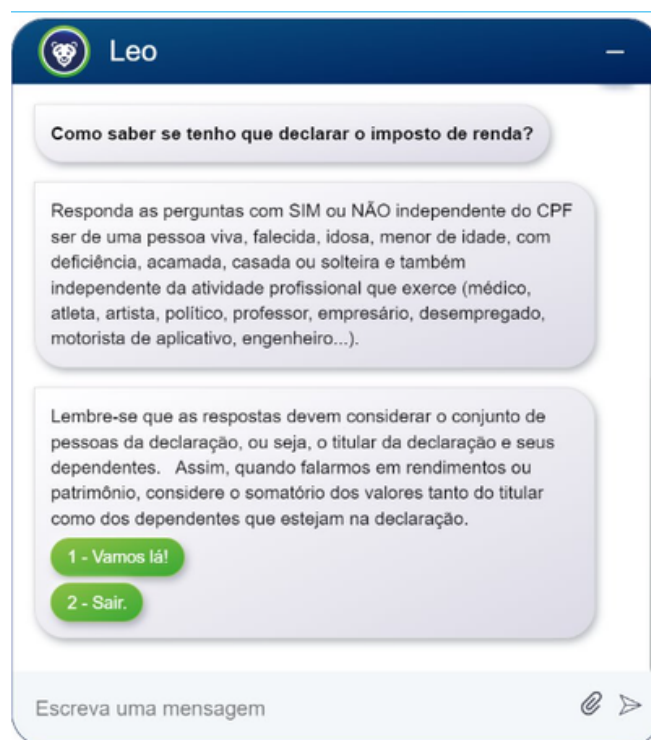 Leo
Como saber se tenho que declarar o imposto de renda?
Responda as perguntas com SIM ou NÃO independente do CPF
ser de uma pessoa viva, falecida, idosa, menor de idade, com
deficiência, acamada, casada ou solteira e também
independente da atividade profissional que exerce (médico,
atleta, artista, político, professor, empresário, desempregado,
motorista de aplicativo, engenheiro...).
Lembre-se que as respostas devem considerar o conjunto de
pessoas da declaração, ou seja, o titular da declaração e seus
dependentes.   Assim, quando falarmos em rendimentos ou
patrimônio, considere o somatório dos valores tanto do titular
como dos dependentes que estejam na declaração.
1 - Vamos lá!
2 - Sair.
Escreva uma mensagem